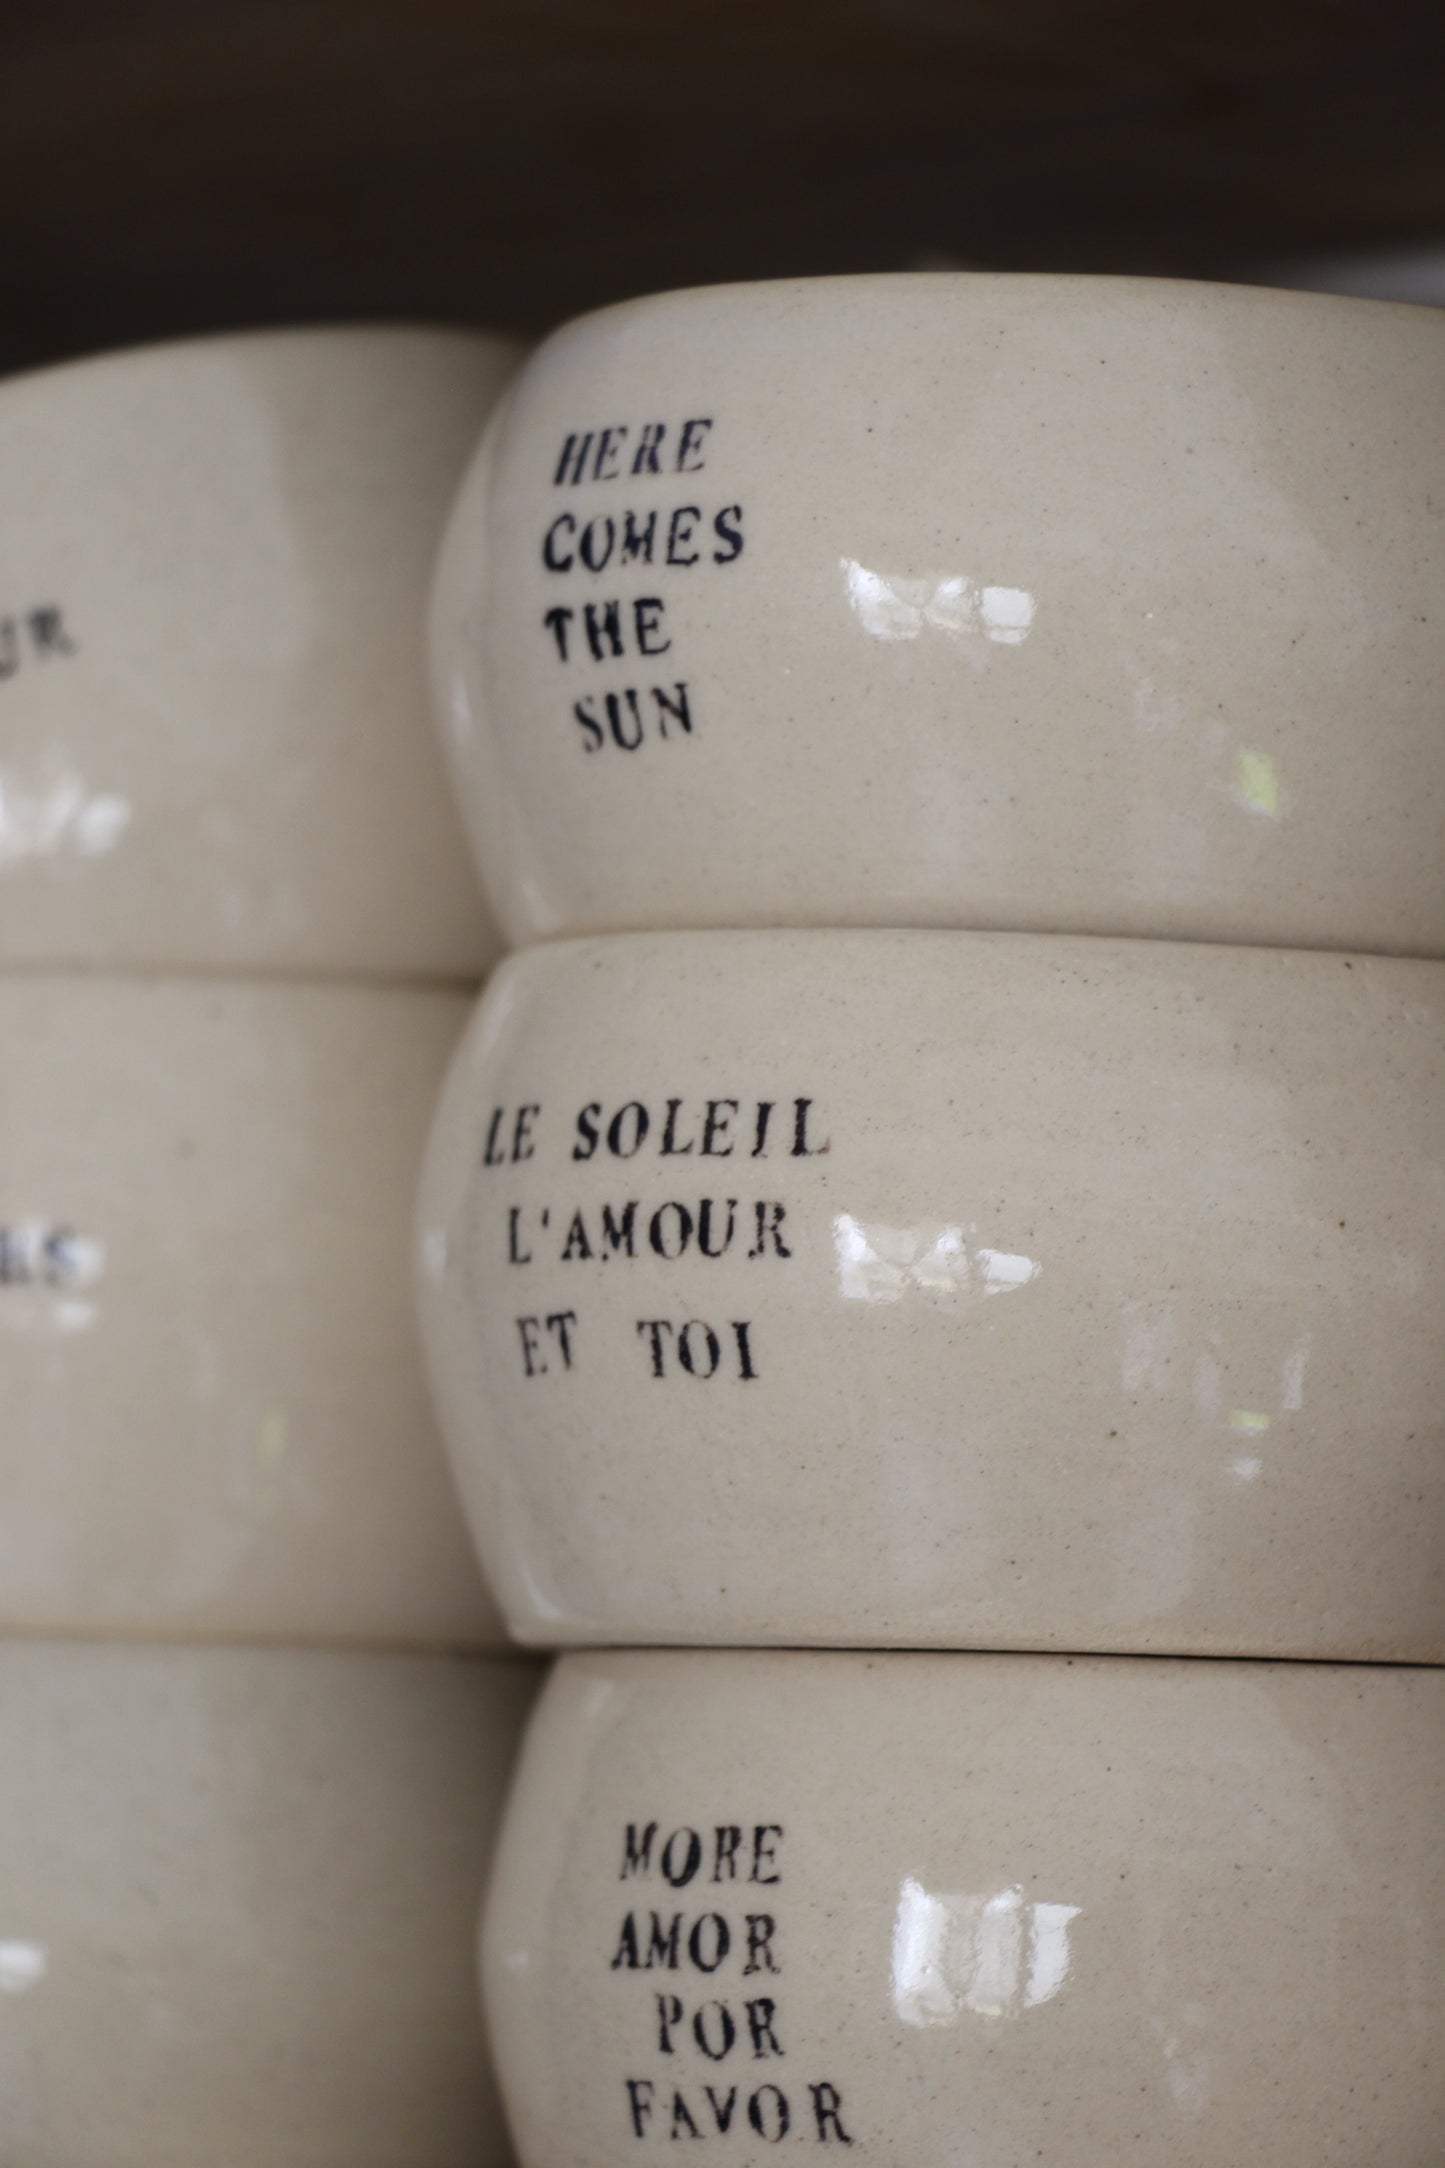 HERE
COMES
THE
SUN
LE SOLEIL
L'AMOUR
ET TOI
MORE
AMOR
POR
FAVOR